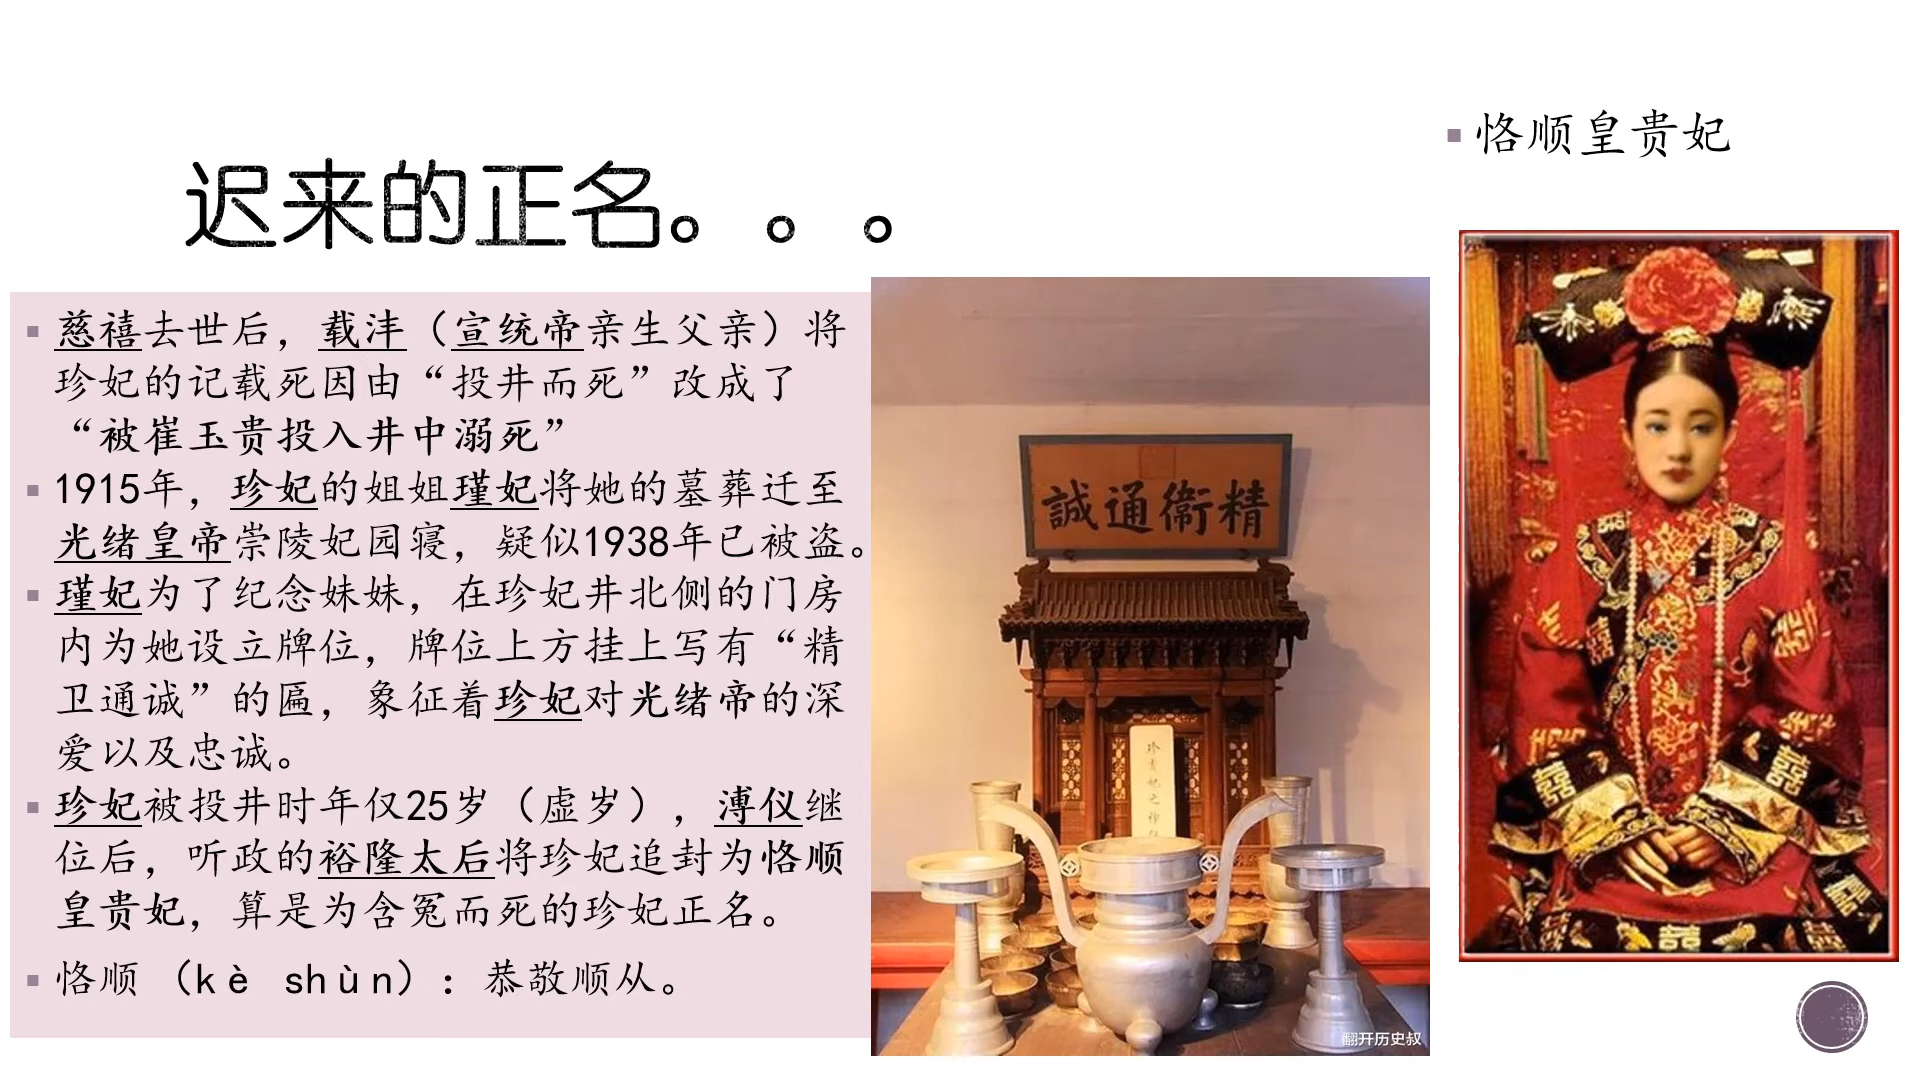 迟来的正名。。。
恪顺皇贵妃
慈禧去世后，载沣（宣统帝亲生父亲）将
珍妃的记载死因由“投井而死”改成了
“被崔玉贵投入井中溺死”
1915年，珍妃的姐姐瑾妃将她的墓葬迁至
光绪皇帝崇陵妃园寝，疑似1938年已被盗。
瑾妃为了纪念妹妹，在珍妃井北侧的门房
内为她设立牌位，牌位上方挂上写有“精
卫通诚”的匾，象征着珍妃对光绪帝的深
爱以及忠诚。
珍妃被投井时年仅25岁（虚岁），溥仪继
位后，听政的裕隆太后将珍妃追封为恪顺
皇贵妃，算是为含冤而死的珍妃正名。
恪顺 （kè shùn）：恭敬顺从。
誠通衞精
珍貴妃之神
翻开历史叔